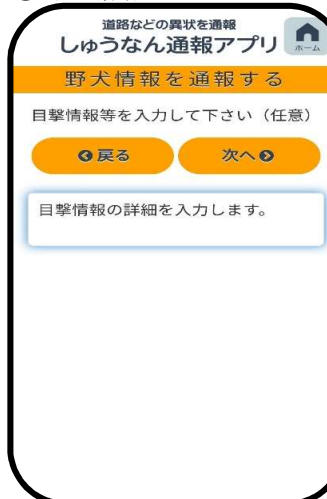 道路などの異状を通報
しゅうなん通報アプリ
ホーム
野犬情報を通報する
目撃情報等を入力して下さい（任意）
戻る
次へ
目撃情報の詳細を入力します。